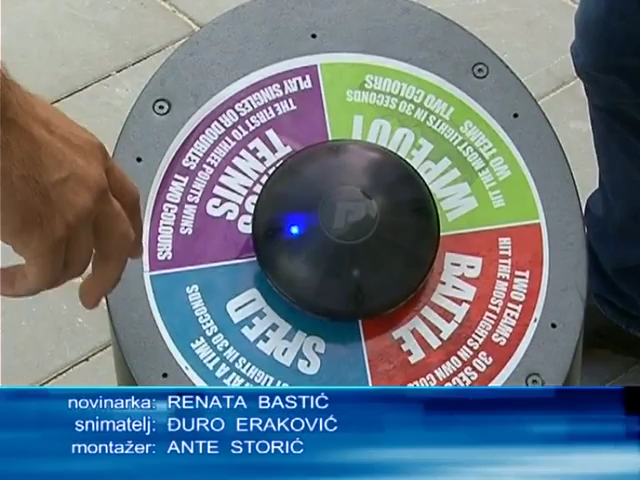 PLAY SINGLES OR DOUBLES TWO COLOURS
THE FIRST TO THREE POINTS WINS
TENNIS
HIT THE MOST LIGHTS IN 30 SECONDS
TWO TEAMS TWO COLOURS
WIPEOUT
SPEED
AT A TIME
LIGHTS IN 30 SECONDS
BATTLE
HIT THE MOST LIGHTS IN OWN
TWO TEAMS 30
novinarka: RENATA BASTIĆ
snimatelj: ĐURO ERAKOVIĆ
montažer: ANTE STORIĆ